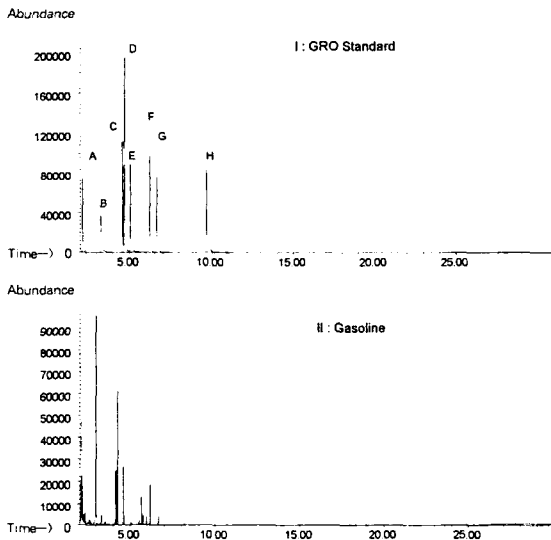 Abundance
I : GRO Standard
D
200000
160000
F
C
120000
G
A
E
H
80000
B
40000
Time—> 0
5.00 10.00 15.00 20.00 25.00
Abundance
II : Gasoline
90000
80000
70000
60000
50000
40000
30000
20000
10000
Time—> 0
5.00 10.00 15.00 20.00 25.00